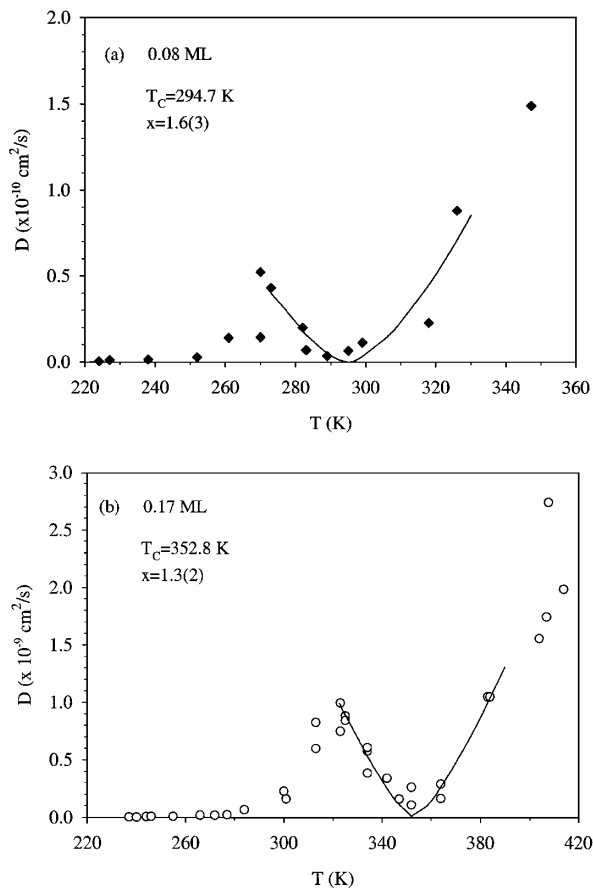 2.0
(a) 0.08 ML
T_C=294.7 K
x=1.6(3)
1.5
1.0
0.5
0.0
D (x10^-10 cm^2/s)
220 240 260 280 300 320 340 360
T (K)
3.0
(b) 0.17 ML
T_C=352.8 K
x=1.3(2)
2.5
2.0
1.5
1.0
0.5
0.0
D (x 10^-9 cm^2/s)
220 260 300 340 380 420
T (K)